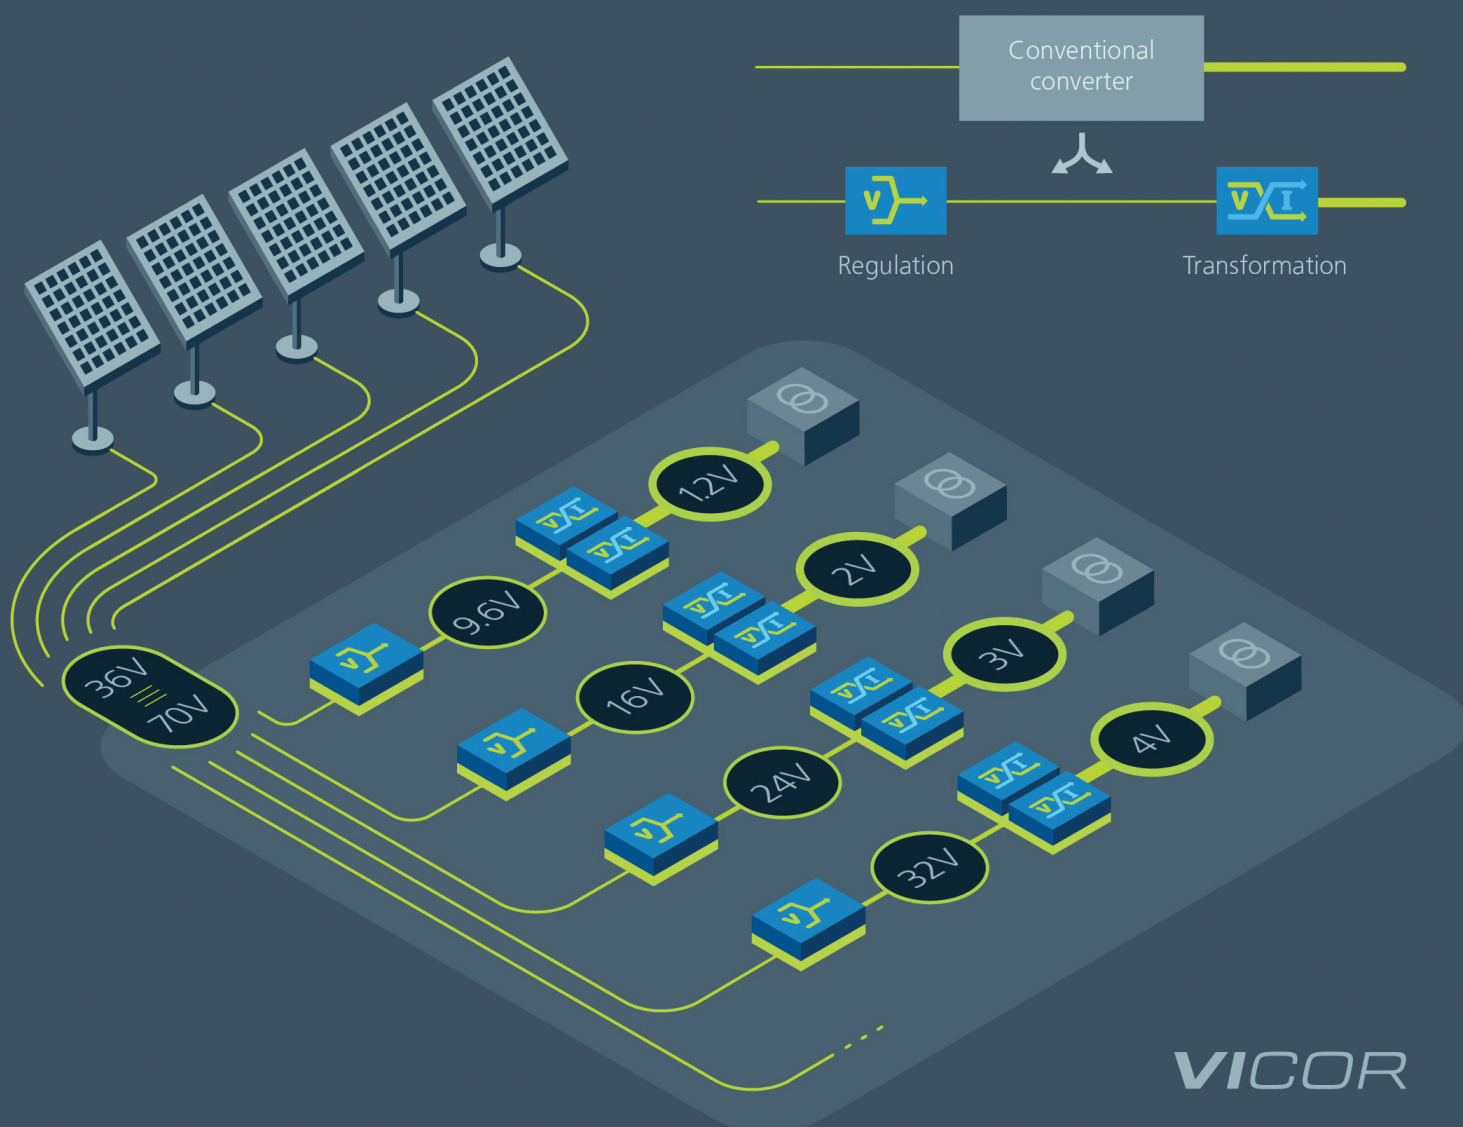 Conventional
converter
V
V I
Regulation
Transformation
1.2V
V I
V I
2V
9.6V
V I
V I
3V
V
16V
V I
V I
4V
36V
70V
V
24V
V I
V I
V
32V
V
VICOR